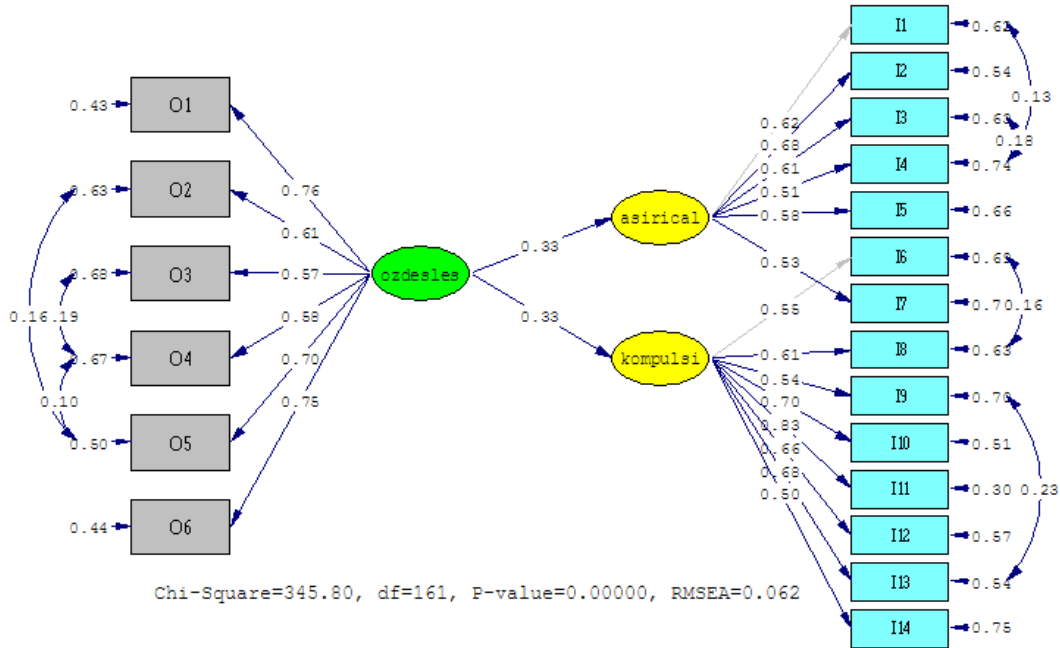 I1
0.62
I2
0.54
0.13
O1
0.43
0.62
I3
0.63
0.68
0.18
0.61
I4
0.74
O2
0.63
0.76
0.51
asirical
0.58
I5
0.66
0.61
0.33
I6
0.69
O3
0.68
0.57
ozdesles
0.53
I7
0.70
0.16
0.16
.19
0.58
0.33
0.55
O4
0.67
kompulsi
0.61
I8
0.63
0.70
0.54
I9
0.70
0.10
0.75
0.70
O5
0.50
0.83
I10
0.51
0.66
0.68
I11
0.30
0.23
0.50
O6
0.44
I12
0.57
I13
0.54
Chi-Square=345.80, df=161, P-value=0.00000, RMSEA=0.062
I14
0.75